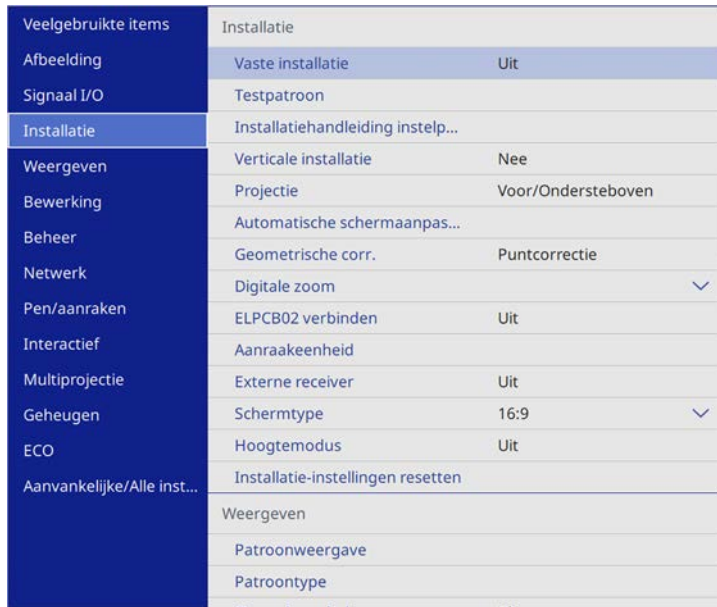 Veelgebruikte items
Afbeelding
Signaal I/O
Installatie
Weergeven
Bewerking
Beheer
Netwerk
Pen/aanraken
Interactief
Multiprojectie
Geheugen
ECO
Aanvankelijke/Alle inst...
Installatie
Vaste installatie Uit
Testpatroon
Installatiehandleiding instelp...
Verticale installatie Nee
Projectie Voor/Ondersteboven
Automatische schermaanpas...
Geometrische corr. Puntcorrectie
Digitale zoom
ELPCB02 verbinden Uit
Aanraakeenheid
Externe receiver Uit
Schermtype 16:9
Hoogtemodus Uit
Installatie-instellingen resetten
Weergeven
Patroonweergave
Patroontype